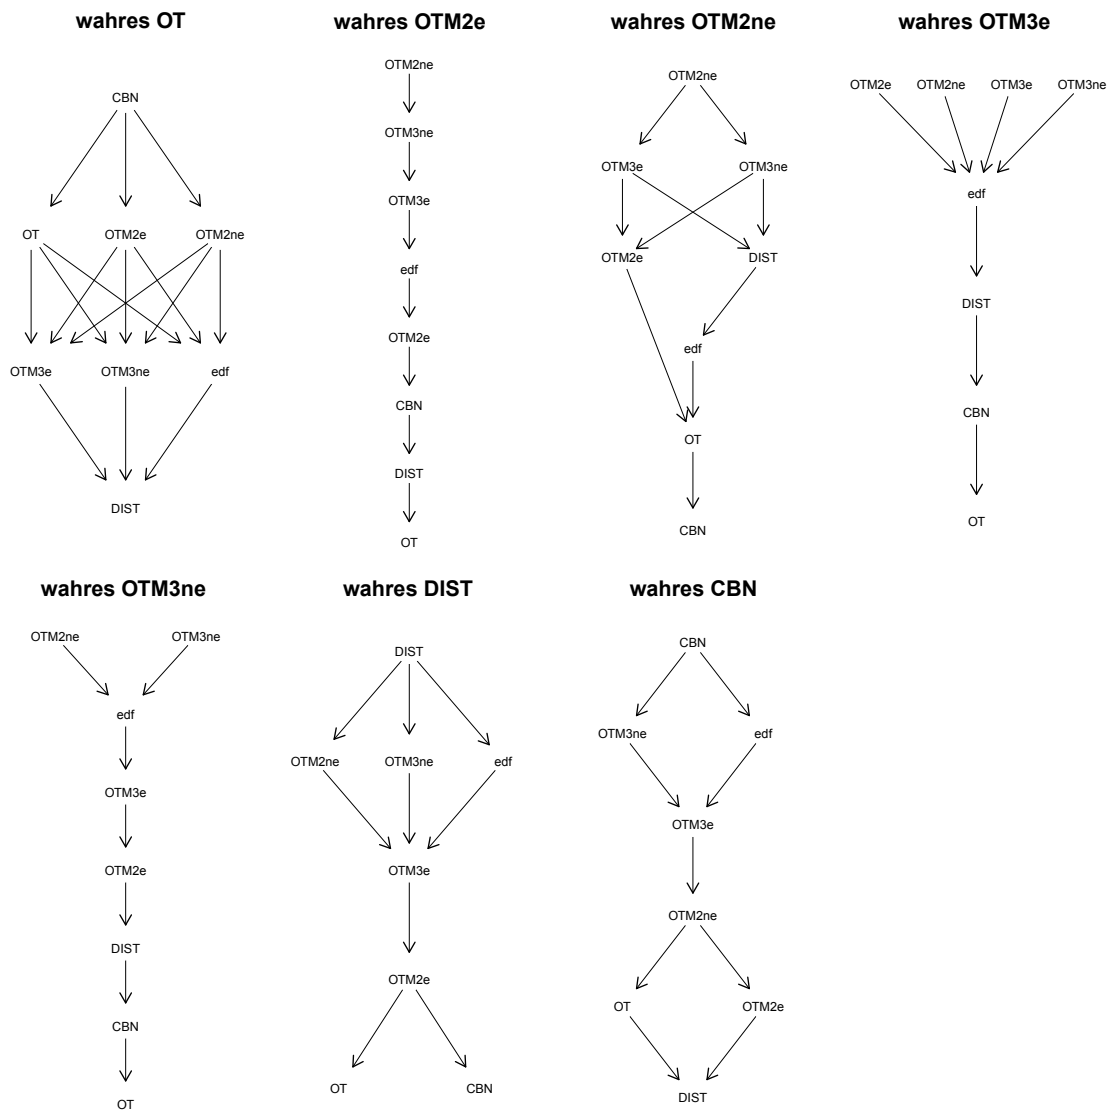 wahres OT
wahres OTM2e
wahres OTM2ne
wahres OTM3e
CBN
OT OTM2e OTM2ne
OTM3e OTM3ne edf
DIST
OTM2ne
OTM3ne
OTM3e
edf
OTM2e
CBN
DIST
OT
OTM2ne
OTM3e OTM3ne
OTM2e DIST
edf
OT
CBN
OTM2e OTM2ne OTM3e OTM3ne
edf
DIST
CBN
OT
wahres OTM3ne
wahres DIST
wahres CBN
OTM2ne OTM3ne
edf
OTM3e
OTM2e
DIST
CBN
OT
DIST
OTM2ne OTM3ne edf
OTM3e
OTM2e
OT CBN
CBN
OTM3ne edf
OTM3e
OTM2ne
OT OTM2e
DIST